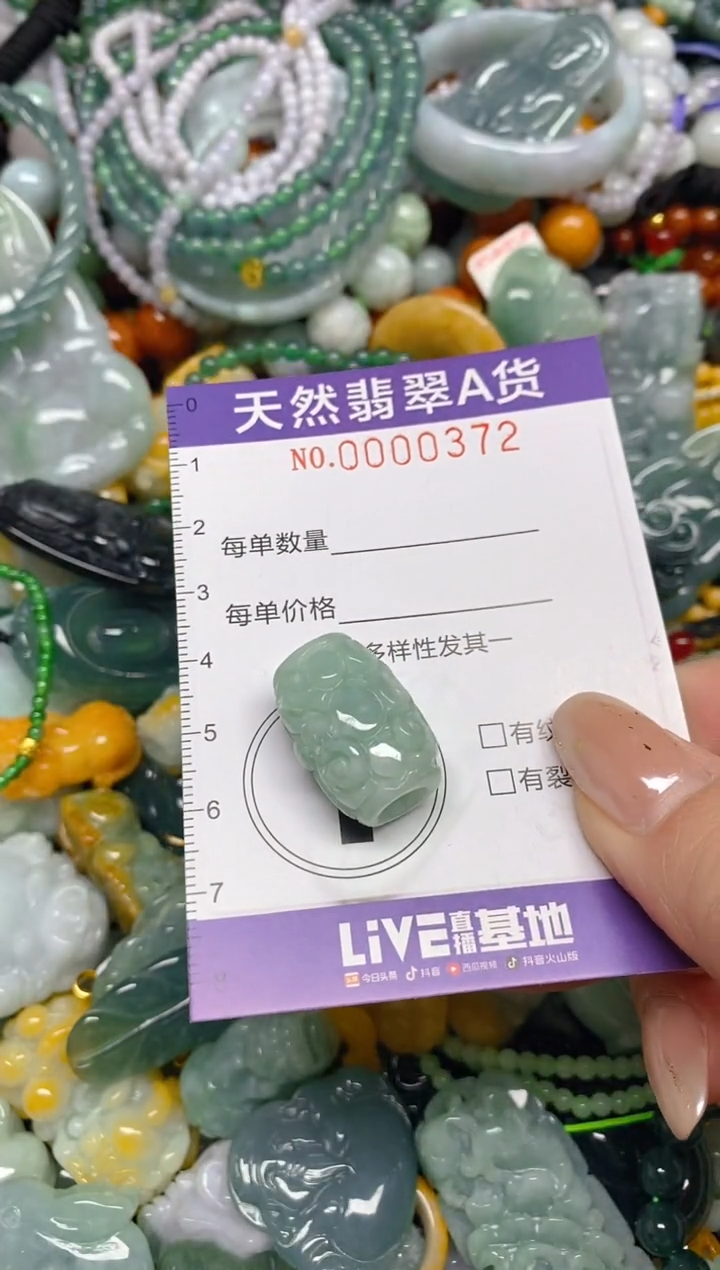 天然翡翠A货
NO.0000372
0
1
2
3
4
5
6
7
每单数量
每单价格
多样性发其一
有纹
有裂
LiVE直播基地
今日头条 抖音 西瓜视频 抖音火山版